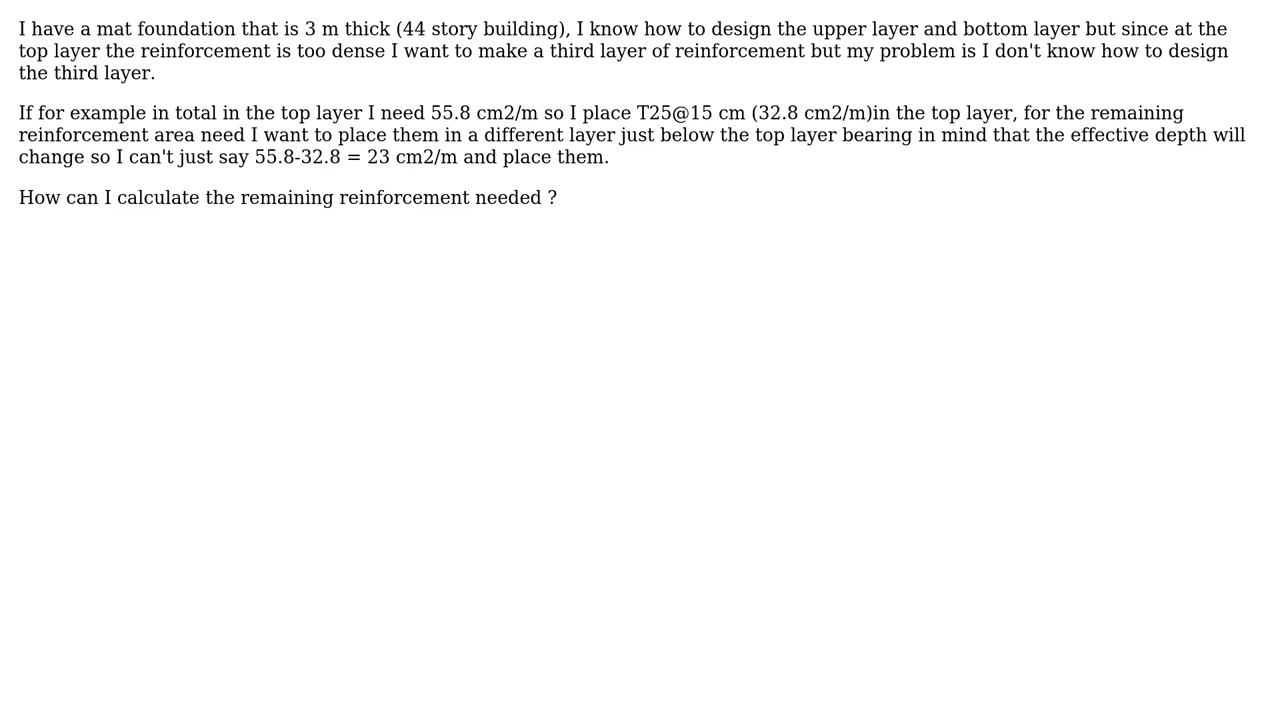 I have a mat foundation that is 3 m thick (44 story building), I know how to design the upper layer and bottom layer but since at the
top layer the reinforcement is too dense I want to make a third layer of reinforcement but my problem is I don't know how to design
the third layer.
If for example in total in the top layer I need 55.8 cm2/m so I place T25@15 cm (32.8 cm2/m)in the top layer, for the remaining
reinforcement area need I want to place them in a different layer just below the top layer bearing in mind that the effective depth will
change so I can't just say 55.8-32.8 = 23 cm2/m and place them.
How can I calculate the remaining reinforcement needed ?